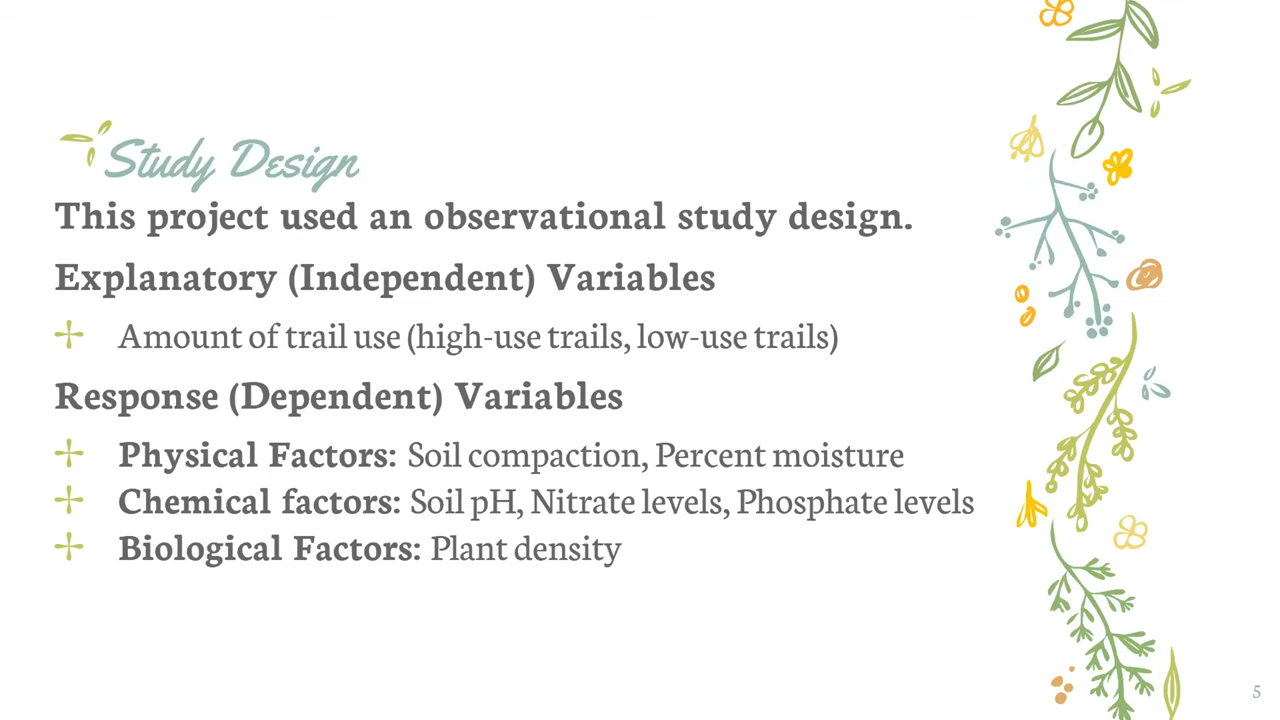 Study Design
This project used an observational study design.
Explanatory (Independent) Variables
Amount of trail use (high-use trails, low-use trails)
Response (Dependent) Variables
Physical Factors: Soil compaction, Percent moisture
Chemical factors: Soil pH, Nitrate levels, Phosphate levels
Biological Factors: Plant density
5